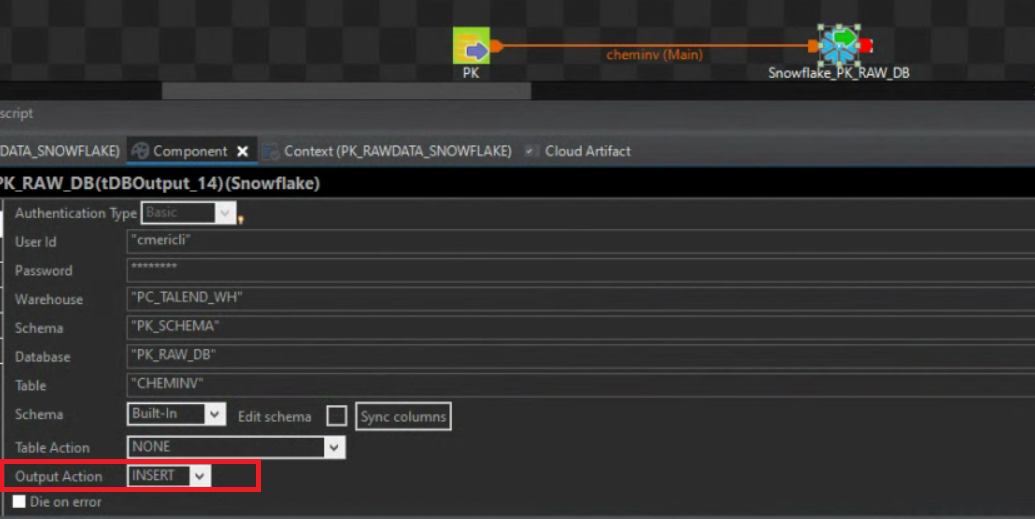 cheminv (Main)
PK
Snowflake_PK_RAW_DB
script
DATA_SNOWFLAKE)
Component
Context (PK_RAWDATA_SNOWFLAKE)
Cloud Artifact
PK_RAW_DB(tDBOutput_14)(Snowflake)
Authentication Type Basic
User Id "cmericli"
Password ********
Warehouse "PC_TALEND_WH"
Schema "PK_SCHEMA"
Database "PK_RAW_DB"
Table "CHEMINV"
Schema Built-In Edit schema Sync columns
Table Action NONE
Output Action INSERT
Die on error